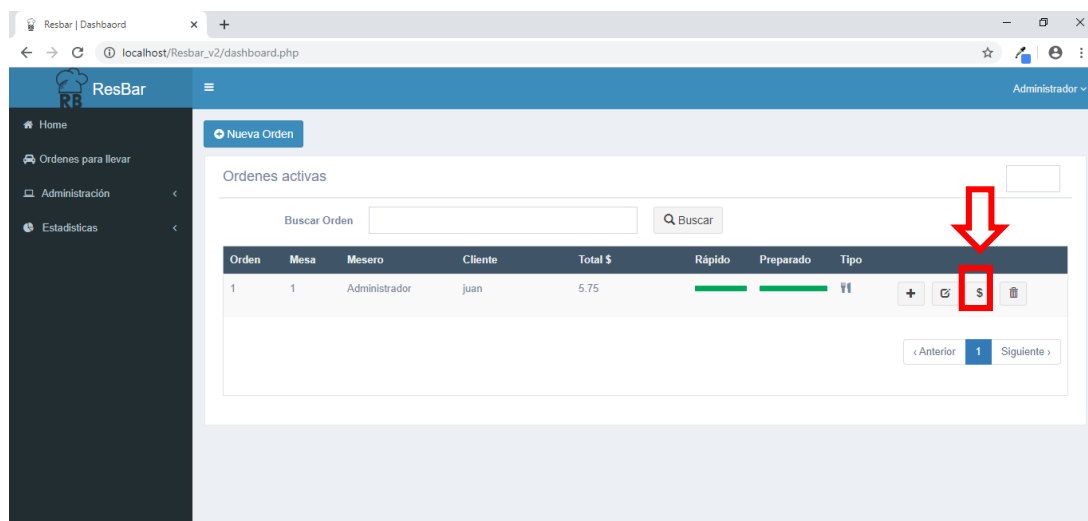 Resbar | Dashbaord
localhost/Resbar_v2/dashboard.php
RB ResBar
Administrador
Home
Nueva Orden
Ordenes para llevar
Ordenes activas
Administración
Buscar Orden
Buscar
Estadisticas
Orden Mesa Mesero Cliente Total $ Rápido Preparado Tipo
1 1 Administrador juan 5.75 $
‹ Anterior 1 Siguiente ›